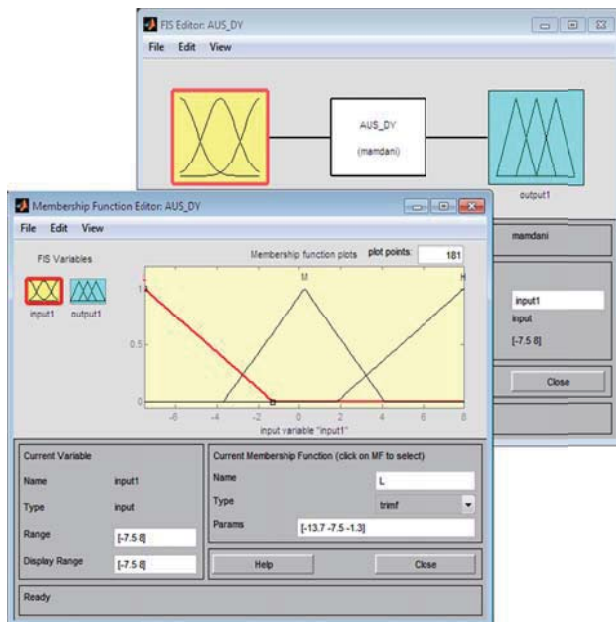 FIS Editor: AUS_DY
File Edit View
AUS_DY
(mamdani)
output1
mamdani
input1
input
[-7.5 8]
Close
Membership Function Editor: AUS_DY
File Edit View
FIS Variables
input1 output1
Membership function plots plot points: 181
M H
1
0.5
0
-6 -4 -2 0 2 4 6 8
input variable "input1"
Current Variable
Name input1
Type input
Range [-7.5 8]
Display Range [-7.5 8]
Current Membership Function (click on MF to select)
Name L
Type trimf
Params [-13.7 -7.5 -1.3]
Help Close
Ready